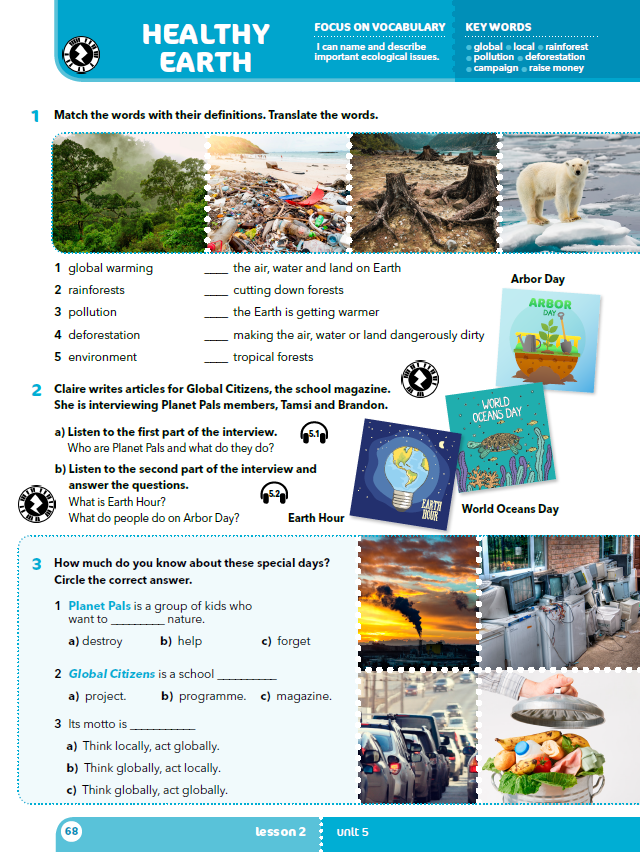 HEALTHY
EARTH
FOCUS ON VOCABULARY
I can name and describe
important ecological issues.
KEY WORDS
global local rainforest
pollution deforestation
campaign raise money
1 Match the words with their definitions. Translate the words.
1 global warming ____ the air, water and land on Earth
2 rainforests ____ cutting down forests
3 pollution ____ the Earth is getting warmer
4 deforestation ____ making the air, water or land dangerously dirty
5 environment ____ tropical forests
Arbor Day
ARBOR
DAY
2 Claire writes articles for Global Citizens, the school magazine.
She is interviewing Planet Pals members, Tamsi and Brandon.
a) Listen to the first part of the interview.
5.1
Who are Planet Pals and what do they do?
b) Listen to the second part of the interview and
answer the questions.
5.2
What is Earth Hour?
What do people do on Arbor Day?
Earth Hour
EARTH
HOUR
WORLD
OCEANS DAY
World Oceans Day
3 How much do you know about these special days?
Circle the correct answer.
1 Planet Pals is a group of kids who
want to _________ nature.
a) destroy b) help c) forget
2 Global Citizens is a school __________
a) project. b) programme. c) magazine.
3 Its motto is ___________
a) Think locally, act globally.
b) Think globally, act locally.
c) Think globally, act globally.
68
lesson 2
unit 5